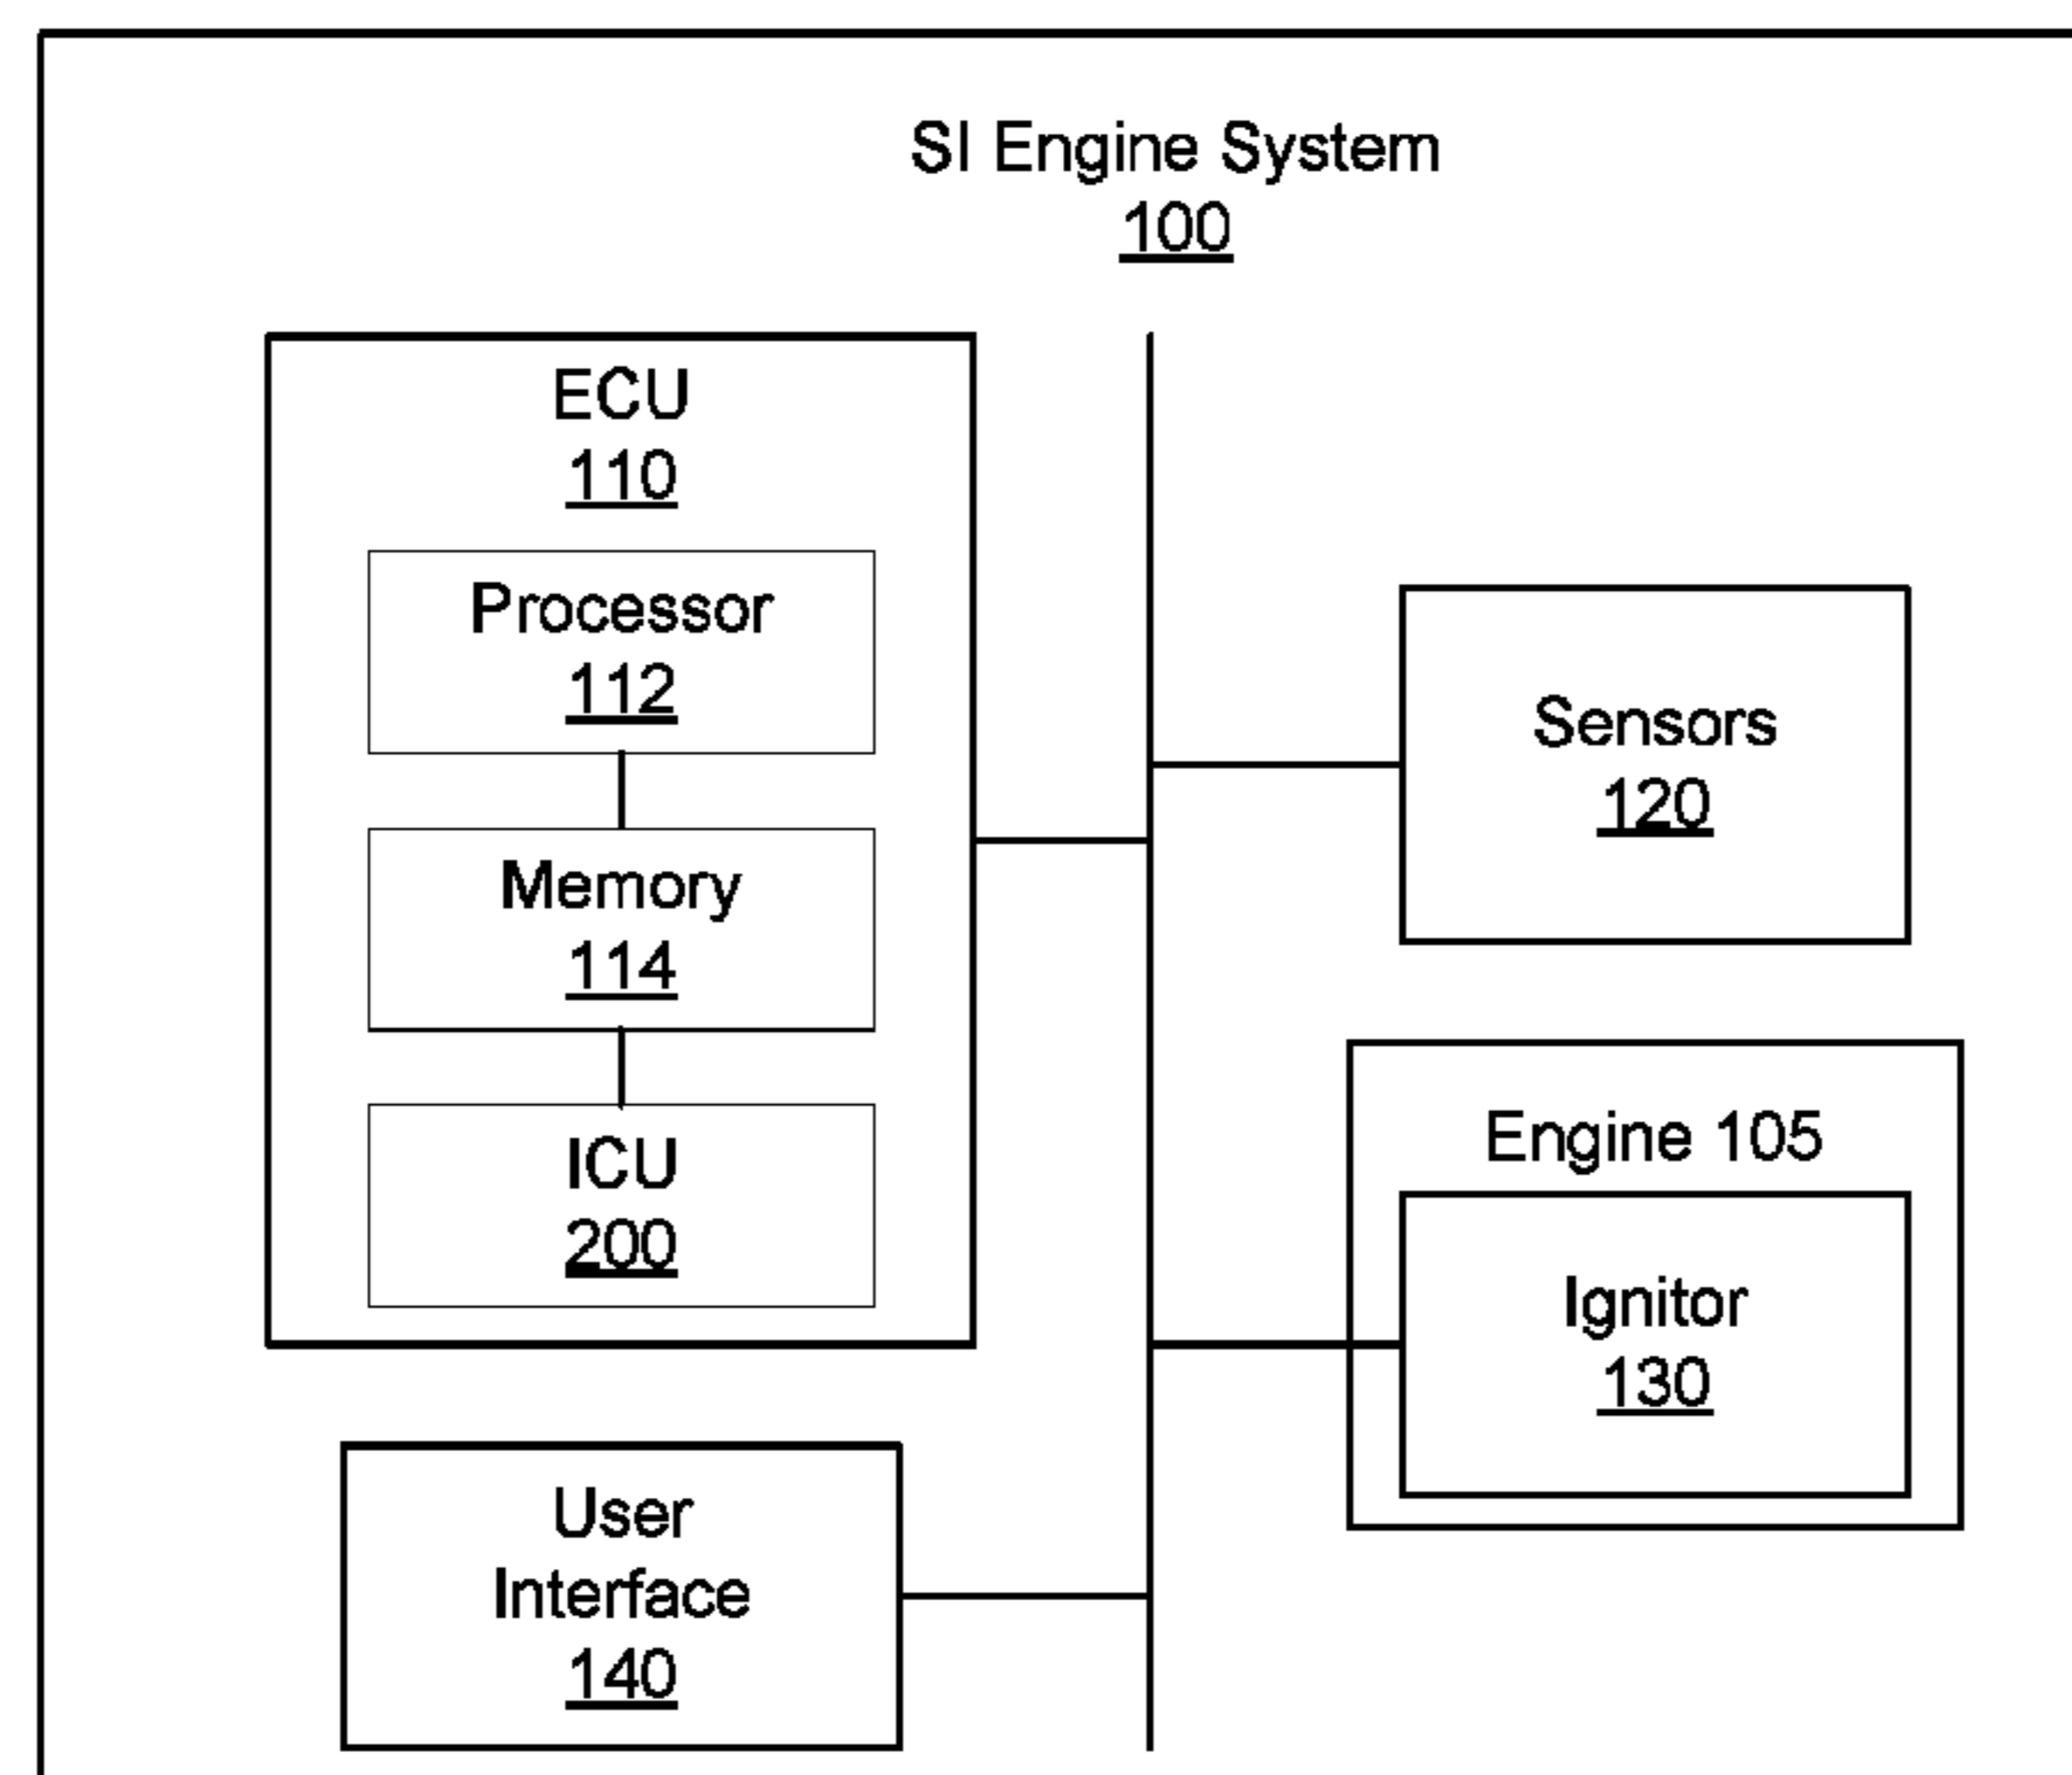 SI Engine System
100
ECU
110
Processor
112
Memory
114
ICU
200
User
Interface
140
Sensors
120
Engine 105
Ignitor
130